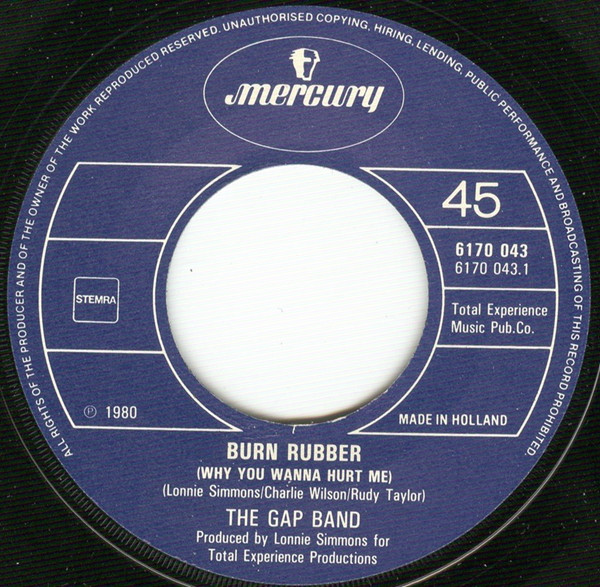 ALL RIGHTS OF THE PRODUCER AND OF THE OWNER OF THE WORK REPRODUCED RESERVED. UNAUTHORISED COPYING, HIRING, LENDING, PUBLIC PERFORMANCE AND BROADCASTING OF THIS RECORD PROHIBITED
mercury
45
6170 043
6170 043.1
STEMRA
Total Experience
Music Pub.Co.
℗ 1980
MADE IN HOLLAND
BURN RUBBER
(WHY YOU WANNA HURT ME)
(Lonnie Simmons/Charlie Wilson/Rudy Taylor)
THE GAP BAND
Produced by Lonnie Simmons for
Total Experience Productions